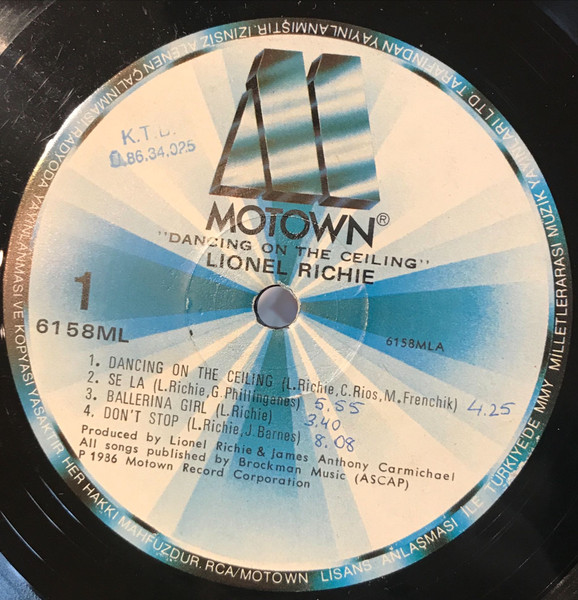 K.T.B.
86.34.025
MOTOWN®
"DANCING ON THE CEILING"
LIONEL RICHIE
1
6158ML
6158MLA
1. DANCING ON THE CEILING (L.Richie, C.Rios, M.Frenchik) 4.25
2. SE LA (L.Richie, G.Phillinganes) 5.55
3. BALLERINA GIRL (L.Richie) 3.40
4. DON'T STOP (L.Richie, J.Barnes) 8.08
Produced by Lionel Richie & James Anthony Carmichael
All songs published by Brockman Music (ASCAP)
P 1986 Motown Record Corporation
RCA/MOTOWN LISANS ANLAŞMASI İLE TÜRKİYE'DE MMY MİLLETLERARASI MÜZİK YAYINLARI LTD. TARAFINDAN YAYINLANMIŞTIR. İZİNSİZ ALENEN ÇALINMASI, RADYODA YAYINLANMASI VE KOPYASI YASAKTIR HER HAKKI MAHFUZDUR.